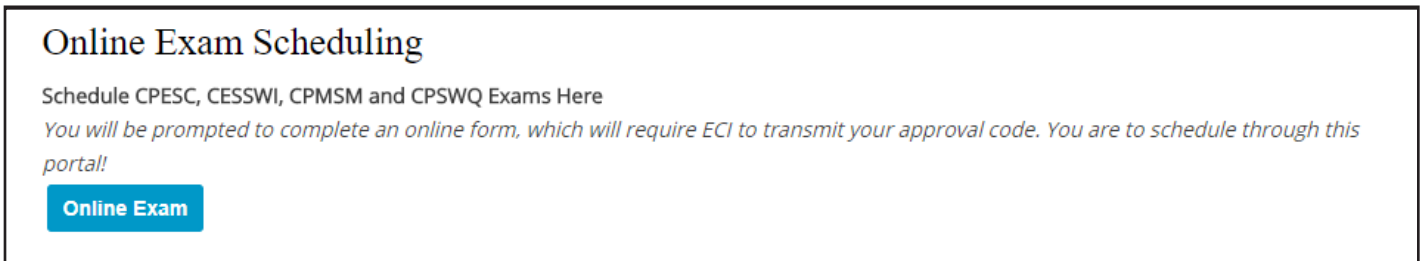 Online Exam Scheduling
Schedule CPESC, CESSWI, CPMSM and CPSWQ Exams Here
You will be prompted to complete an online form, which will require ECI to transmit your approval code. You are to schedule through this
portal!
Online Exam